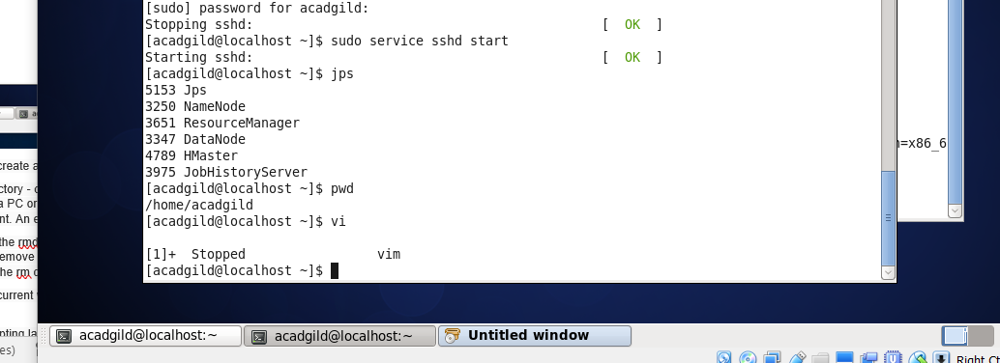 [sudo] password for acadgild:
Stopping sshd: [ OK ]
[acadgild@localhost ~]$ sudo service sshd start
Starting sshd: [ OK ]
[acadgild@localhost ~]$ jps
5153 Jps
3250 NameNode
3651 ResourceManager
3347 DataNode
4789 HMaster
3975 JobHistoryServer
[acadgild@localhost ~]$ pwd
/home/acadgild
[acadgild@localhost ~]$ vi
[1]+ Stopped vim
[acadgild@localhost ~]$
=x86_6
create a
ctory -
a PC or
nt. An e
the rmd
emove
he rm
current
pting la
es)
acadgild@localhost:~
acadgild@localhost:~
Untitled window
Right Ct